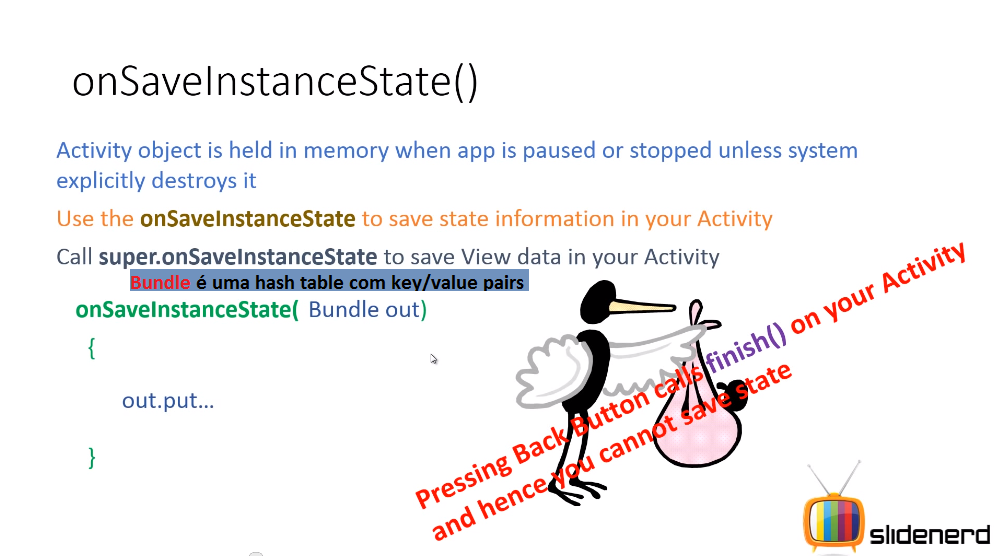 onSaveInstanceState()
Activity object is held in memory when app is paused or stopped unless system
explicitly destroys it
Use the onSaveInstanceState to save state information in your Activity
Call super.onSaveInstanceState to save View data in your Activity
Bundle é uma hash table com key/value pairs
onSaveInstanceState( Bundle out)
{
out.put...
}
Pressing Back Button calls finish() on your Activity
and hence you cannot save state
slidenerd